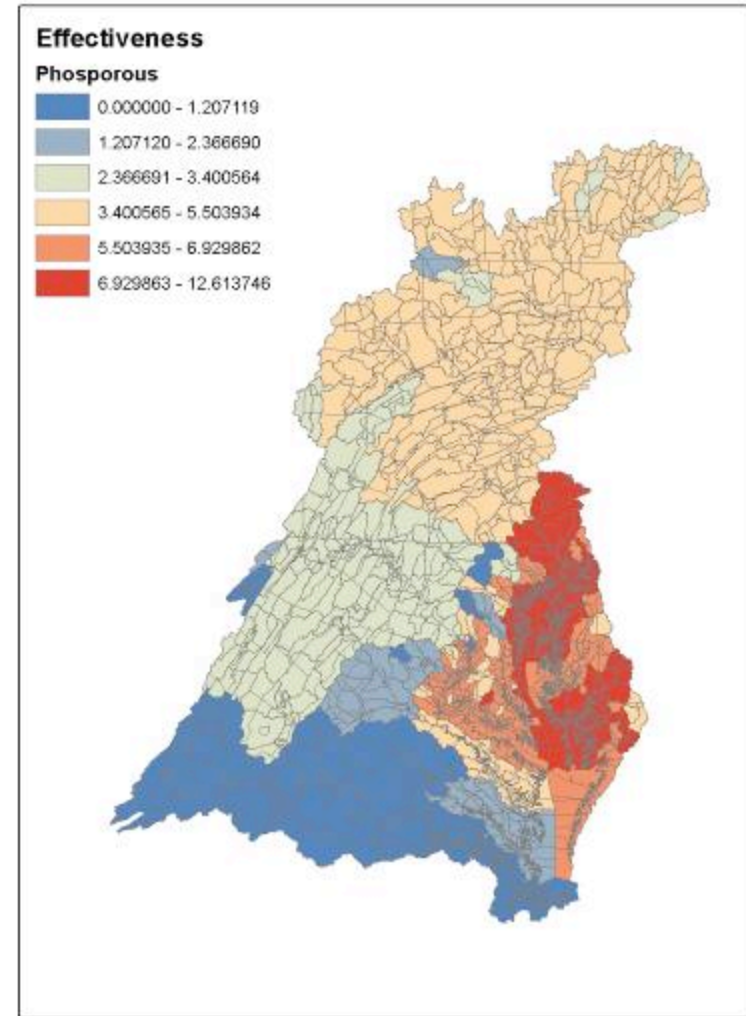 Effectiveness
Phosporous
0.000000 - 1.207119
1.207120 - 2.366690
2.366691 - 3.400564
3.400565 - 5.503934
5.503935 - 6.929862
6.929863 - 12.613746